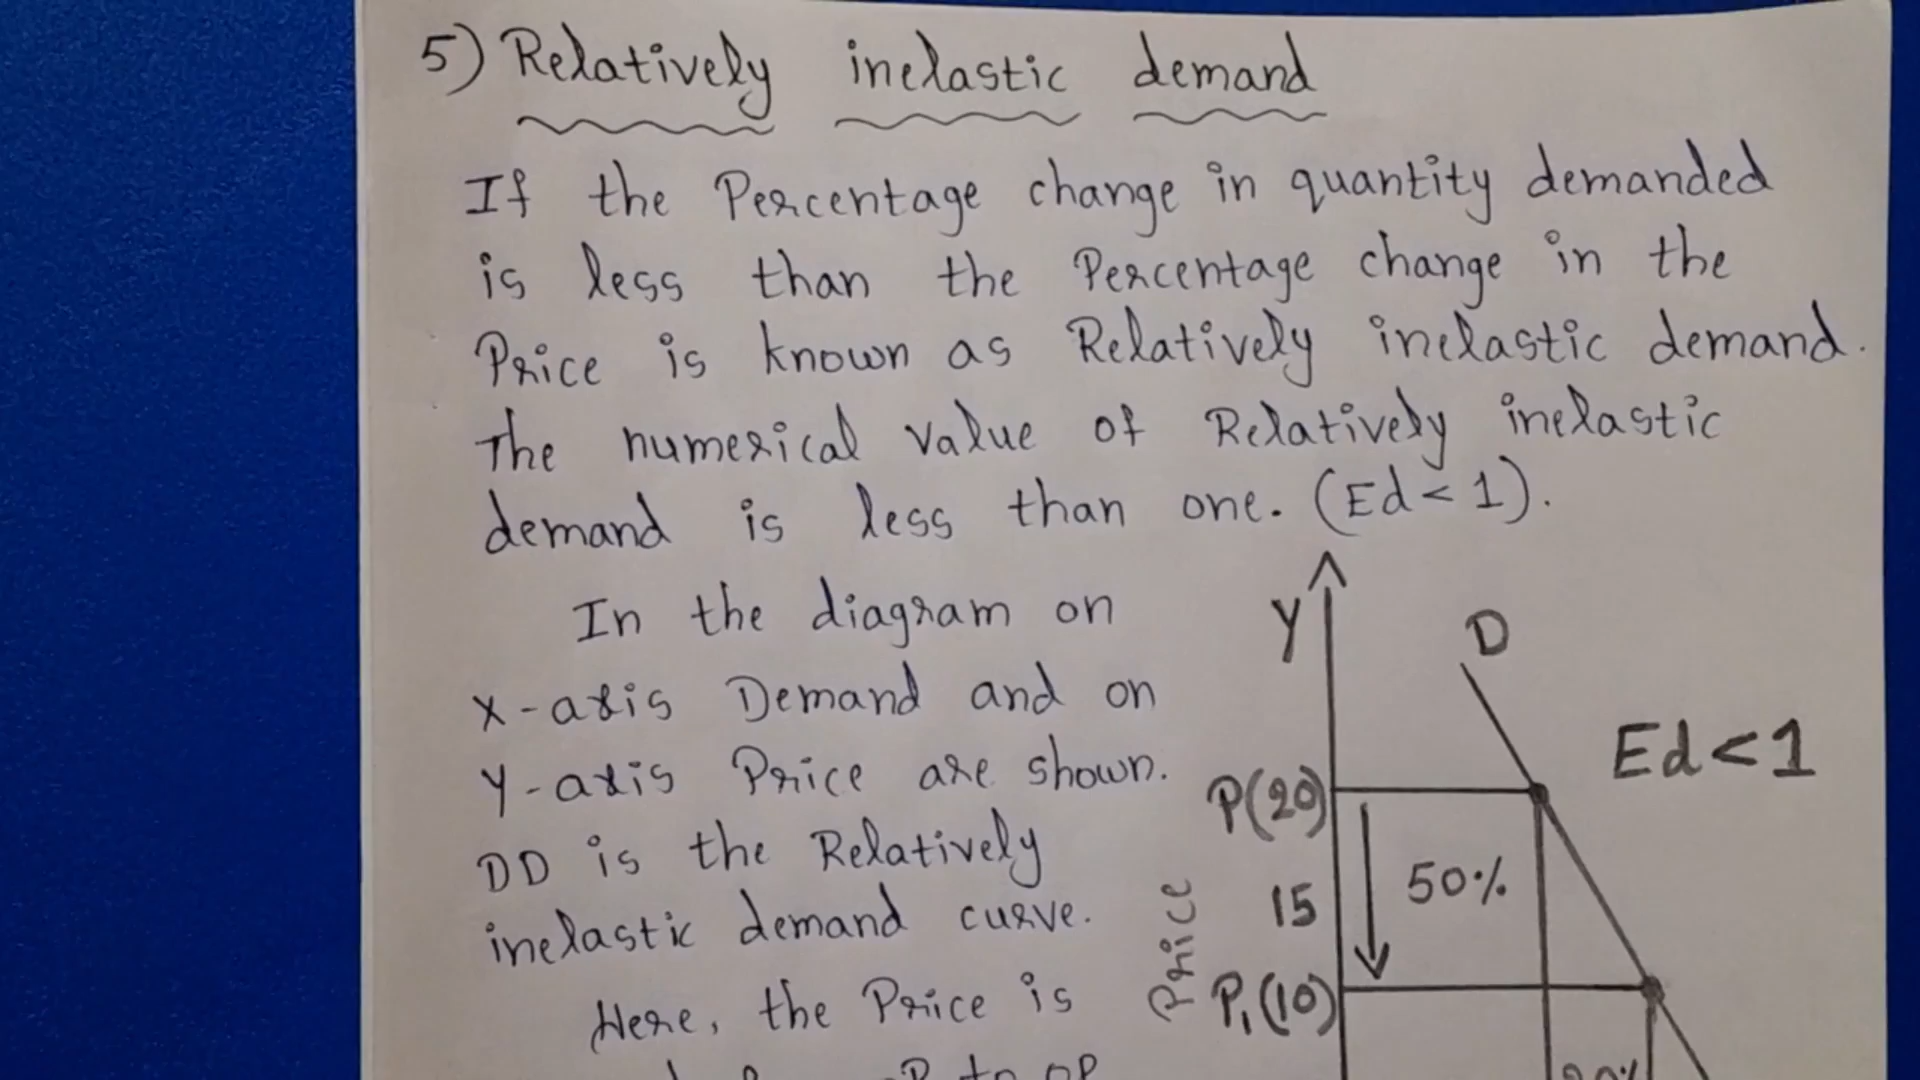 5) Relatively inelastic demand
If the Percentage change in quantity demanded
is less than the Percentage change in the
Price is known as Relatively inelastic demand.
The numerical value of Relatively inelastic
demand is less than one. (Ed < 1).
In the diagram on
X-axis Demand and on
Y-axis Price are shown.
DD is the Relatively
inelastic demand curve.
Here, the Price is
to OP
Y
D
Ed < 1
P(20)
50%
15
Price
P₁(10)